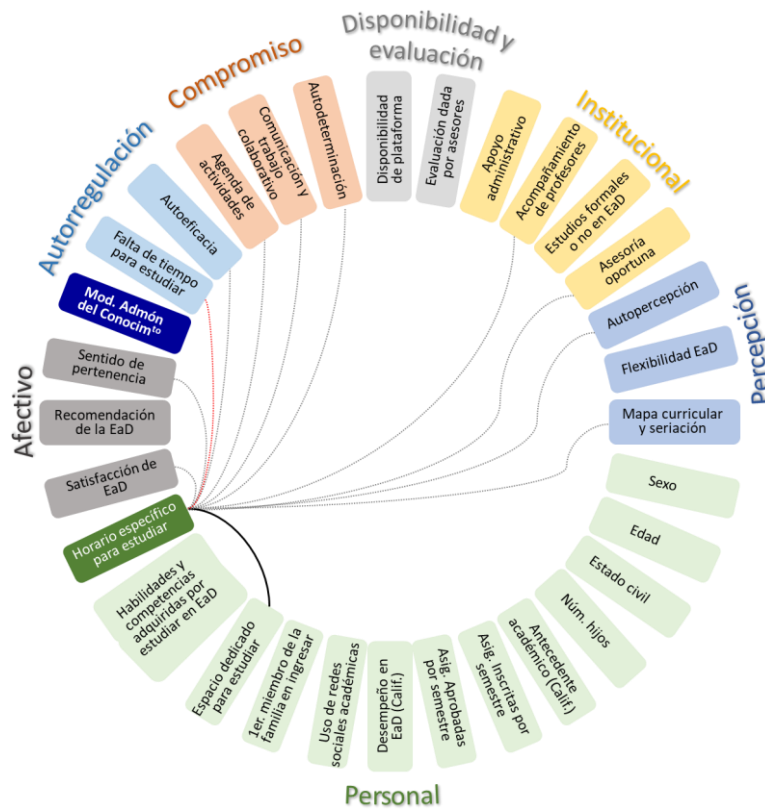 Disponibilidad y
evaluación
Disponibilidad
de plataforma
Evaluación dada
por asesores
Institucional
Apoyo
administrativo
Acompañamiento
de profesores
Estudios formales
o no en EaD
Asesoría
oportuna
Percepción
Autopercepción
Flexibilidad EaD
Mapa curricular
y seriación
Personal
Sexo
Edad
Estado civil
Núm. hijos
Antecedente
académico (Calif.)
Asig. Inscritas por
semestre
Asig. Aprobadas
por semestre
Desempeño en
EaD (Calif.)
Uso de redes
sociales académicas
1er. miembro de la
familia en ingresar
Espacio dedicado
para estudiar
Habilidades y
competencias
adquiridas por
estudiar en EaD
Horario específico
para estudiar
Afectivo
Satisfacción de
EaD
Recomendación
de la EaD
Sentido de
pertenencia
Mod. Admón
del Conocimᵗᵒ
Autorregulación
Falta de tiempo
para estudiar
Autoeficacia
Compromiso
Agenda de
actividades
Comunicación y
trabajo
colaborativo
Autodeterminación